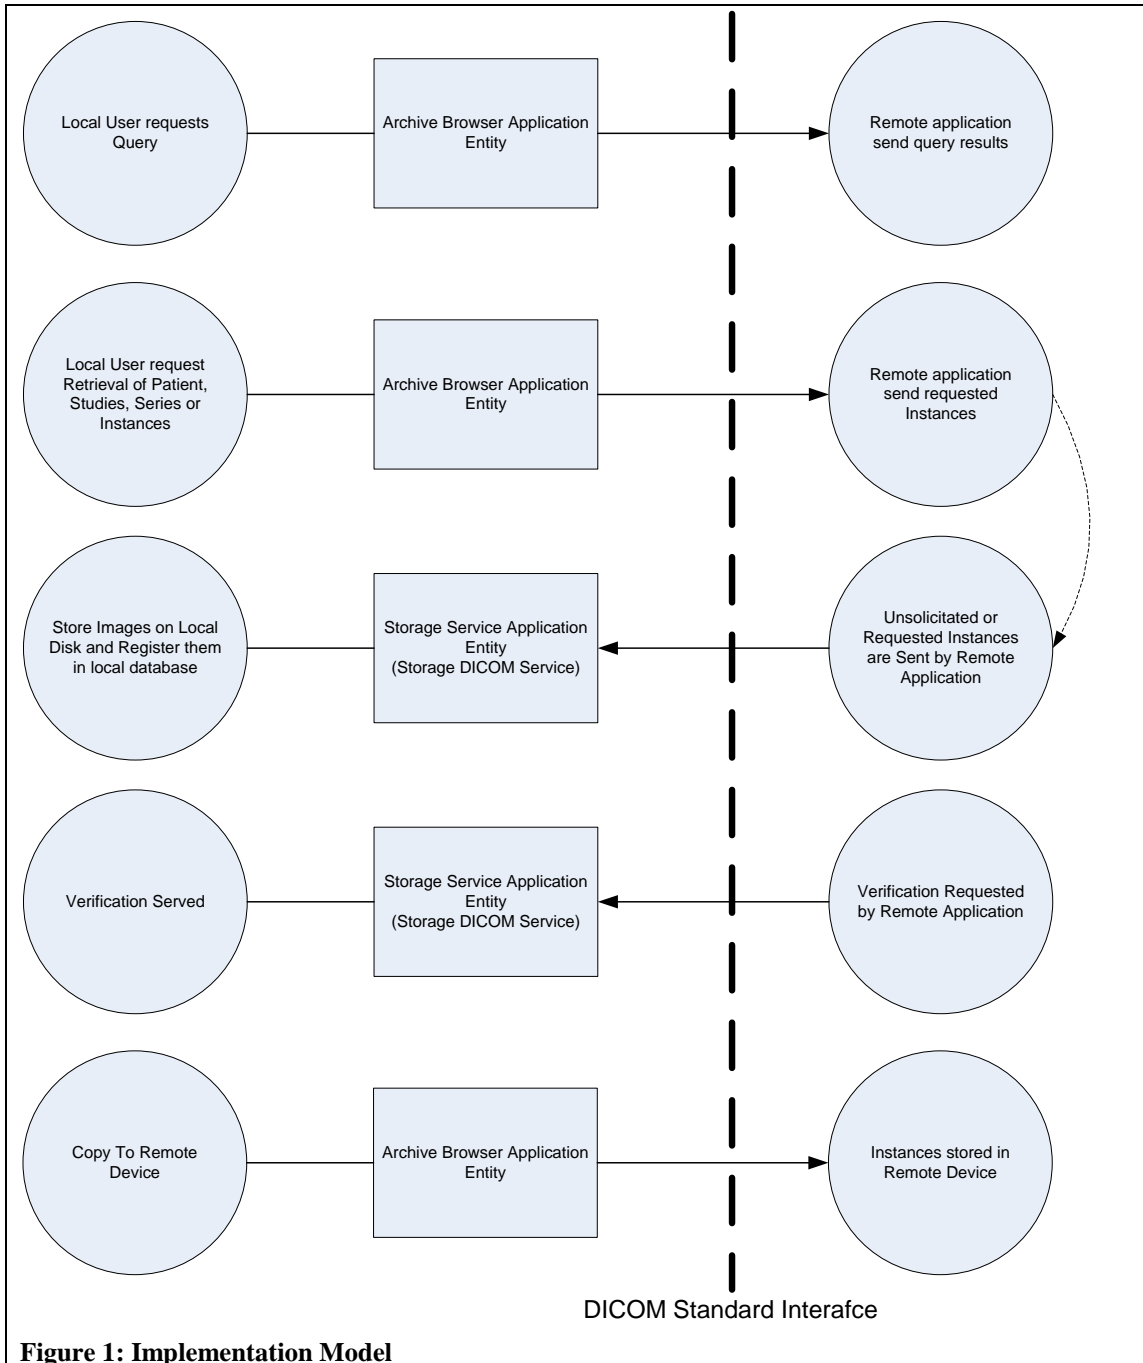 Local User requests
Query
Archive Browser Application
Entity
Remote application
send query results
Local User request
Retrieval of Patient,
Studies, Series or
Instances
Archive Browser Application
Entity
Remote application
send requested
Instances
Store Images on Local
Disk and Register them
in local database
Storage Service Application
Entity
(Storage DICOM Service)
Unsolicitated or
Requested Instances
are Sent by Remote
Application
Verification Served
Storage Service Application
Entity
(Storage DICOM Service)
Verification Requested
by Remote Application
Copy To Remote
Device
Archive Browser Application
Entity
Instances stored in
Remote Device
DICOM Standard Interafce
Figure 1: Implementation Model